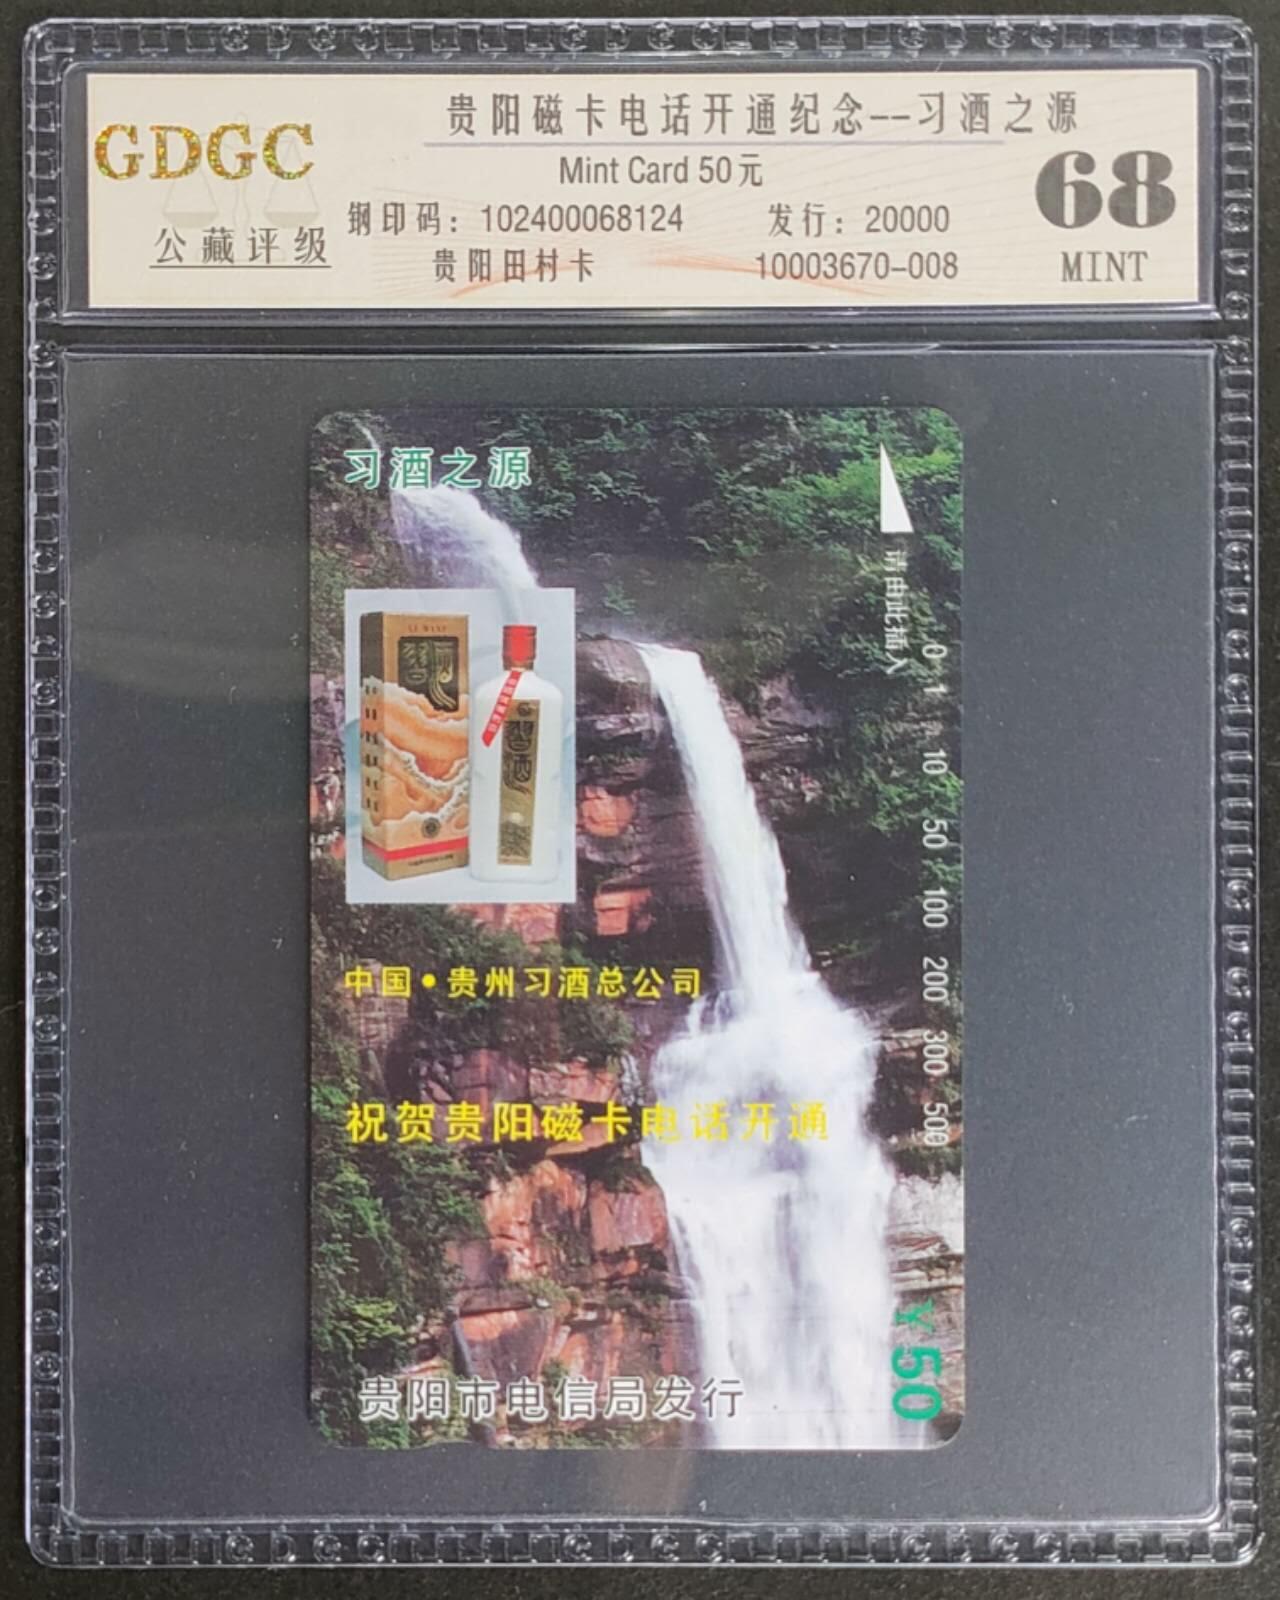 贵阳磁卡电话开通纪念--习酒之源
GDGC
Mint Card 50元
68
钢印码：102400068124 发行：20000
公藏评级
贵阳田村卡 10003670-008
MINT
习酒之源
请由此插入
习酒
中国•贵州习酒总公司
祝贺贵阳磁卡电话开通
0 1 10 50 100 200 300 500
¥50
贵阳市电信局发行